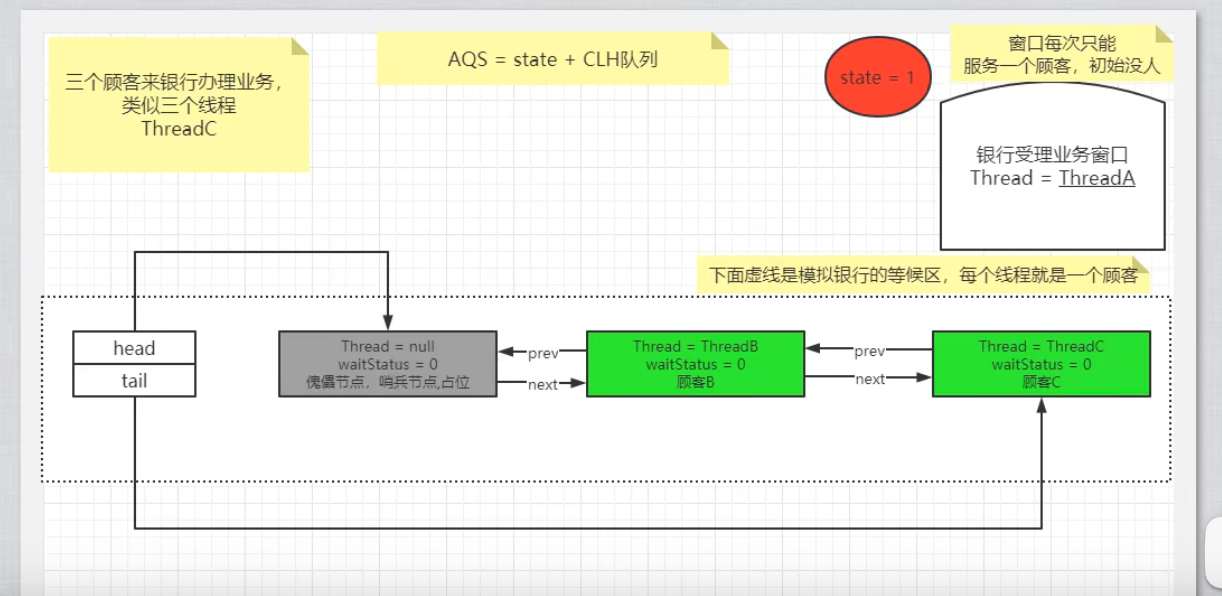 三个顾客来银行办理业务，
类似三个线程
ThreadC
AQS = state + CLH队列
state = 1
窗口每次只能
服务一个顾客，初始没人
银行受理业务窗口
Thread = ThreadA
下面虚线是模拟银行的等候区，每个线程就是一个顾客
head
tail
Thread = null
waitStatus = 0
傀儡节点，哨兵节点,占位
prev
next
Thread = ThreadB
waitStatus = 0
顾客B
prev
next
Thread = ThreadC
waitStatus = 0
顾客C